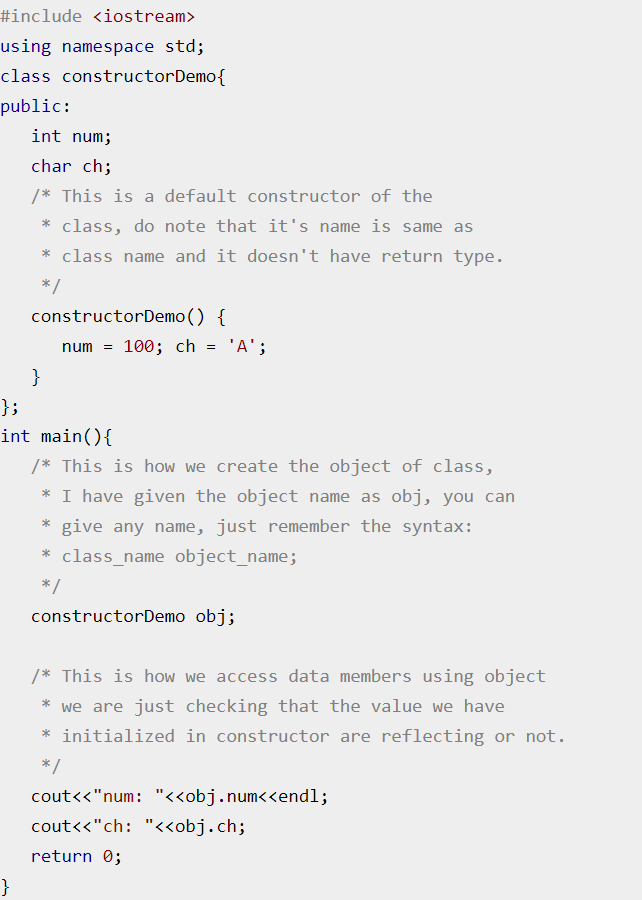 #include <iostream>
using namespace std;
class constructorDemo{
public:
   int num;
   char ch;
   /* This is a default constructor of the
    * class, do note that it's name is same as
    * class name and it doesn't have return type.
    */
   constructorDemo() {
      num = 100; ch = 'A';
   }
};
int main(){
   /* This is how we create the object of class,
    * I have given the object name as obj, you can
    * give any name, just remember the syntax:
    * class_name object_name;
    */
   constructorDemo obj;

   /* This is how we access data members using object
    * we are just checking that the value we have
    * initialized in constructor are reflecting or not.
    */
   cout<<"num: "<<obj.num<<endl;
   cout<<"ch: "<<obj.ch;
   return 0;
}